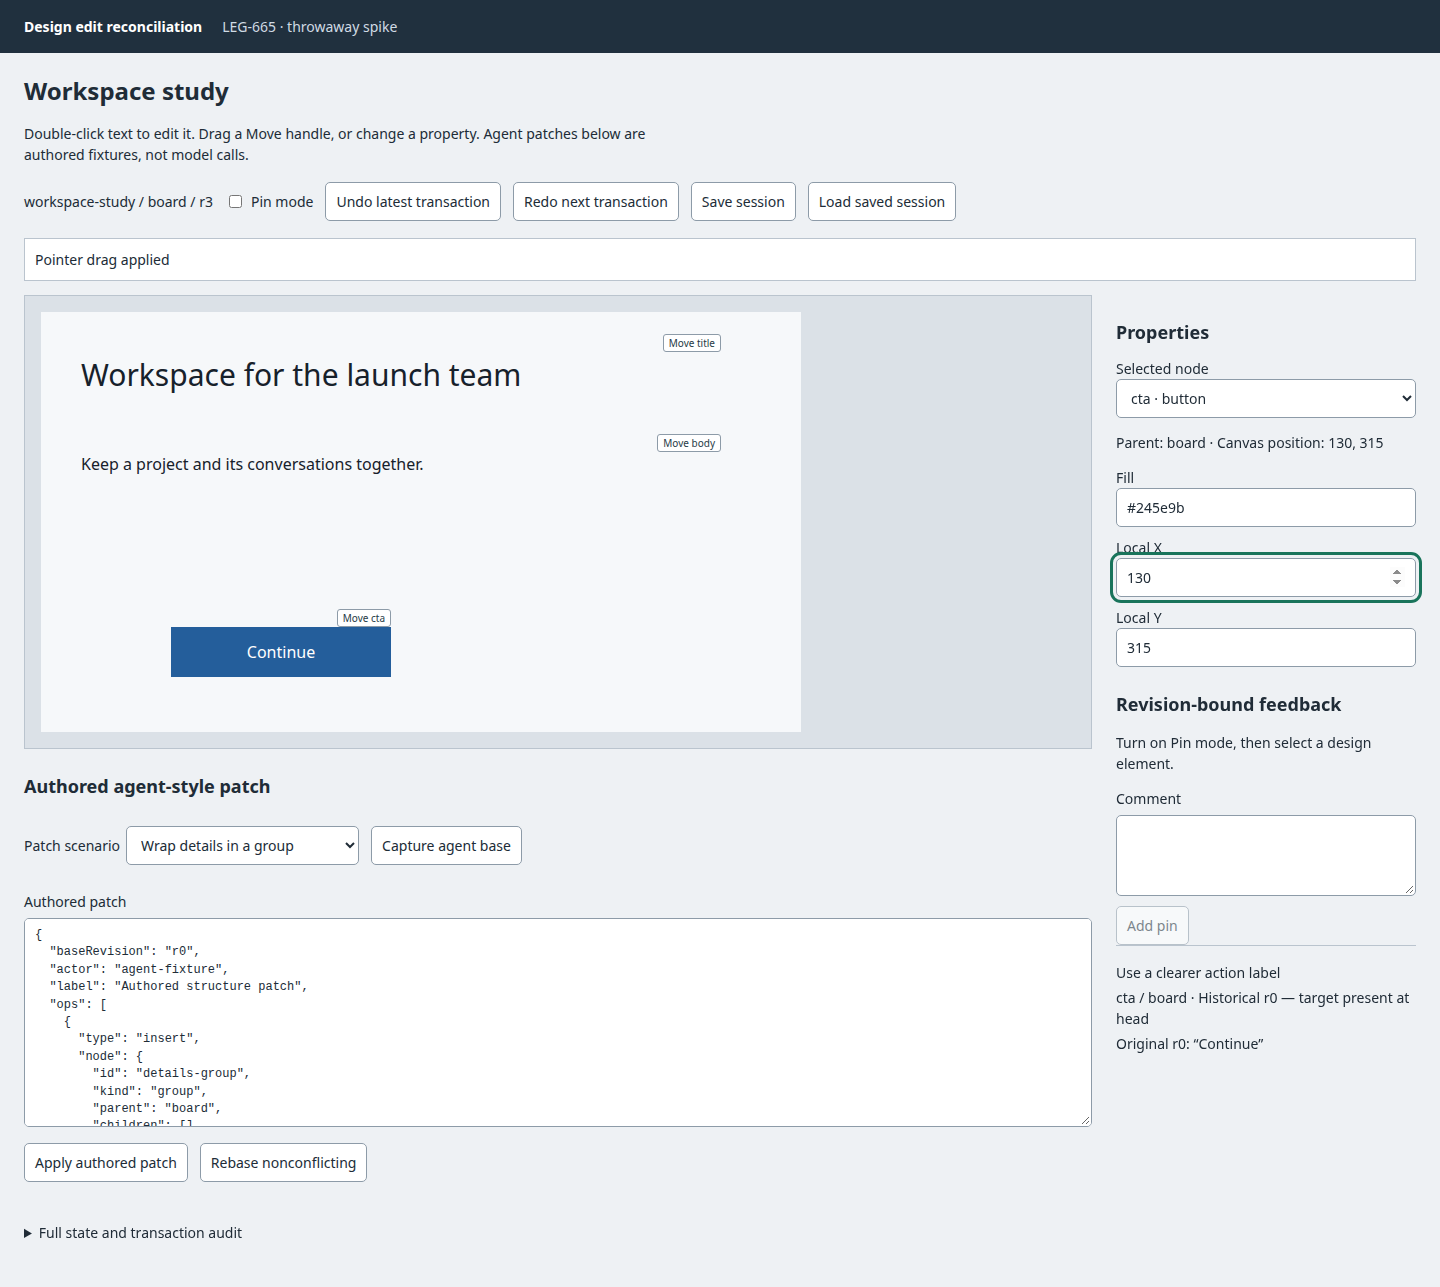 Design edit reconciliation LEG-665 · throwaway spike
Workspace study
Double-click text to edit it. Drag a Move handle, or change a property. Agent patches below are
authored fixtures, not model calls.
workspace-study / board / r3 Pin mode Undo latest transaction Redo next transaction Save session Load saved session
Pointer drag applied
Move title
Workspace for the launch team
Move body
Keep a project and its conversations together.
Move cta
Continue
Properties
Selected node
cta · button
Parent: board · Canvas position: 130, 315
Fill
#245e9b
Local X
130
Local Y
315
Revision-bound feedback
Turn on Pin mode, then select a design
element.
Comment
Add pin
Use a clearer action label
cta / board · Historical r0 — target present at
head
Original r0: “Continue”
Authored agent-style patch
Patch scenario Wrap details in a group Capture agent base
Authored patch
{
"baseRevision": "r0",
"actor": "agent-fixture",
"label": "Authored structure patch",
"ops": [
{
"type": "insert",
"node": {
"id": "details-group",
"kind": "group",
"parent": "board",
"children": []
Apply authored patch Rebase nonconflicting
Full state and transaction audit